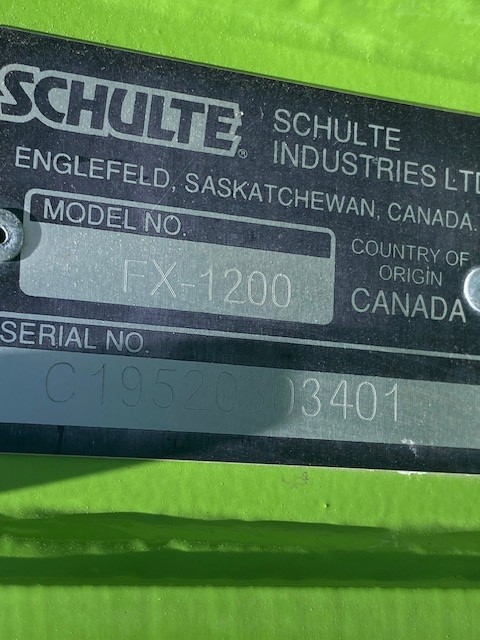 SCHULTE®
SCHULTE
INDUSTRIES LTD
ENGLEFELD, SASKATCHEWAN, CANADA.
MODEL NO.
FX-1200
COUNTRY OF
ORIGIN
CANADA
SERIAL NO.